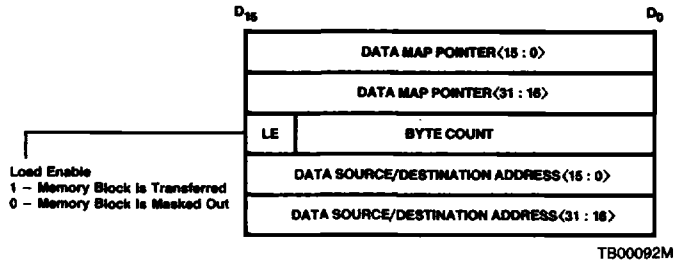 D15 D0
DATA MAP POINTER⟨15 : 0⟩
DATA MAP POINTER⟨31 : 16⟩
LE BYTE COUNT
DATA SOURCE/DESTINATION ADDRESS⟨15 : 0⟩
DATA SOURCE/DESTINATION ADDRESS⟨31 : 16⟩
Load Enable
1 – Memory Block Is Transferred
0 – Memory Block Is Masked Out
TB00092M